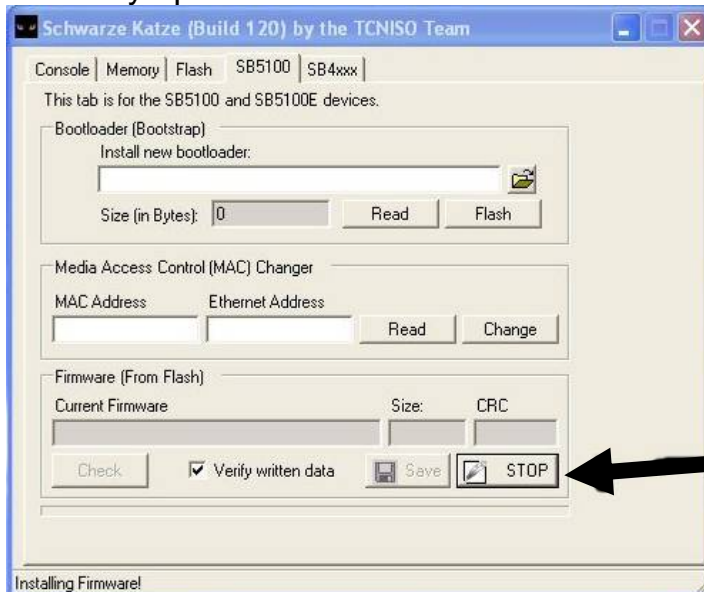 Schwarze Katze (Build 120) by the TCNISO Team
Console Memory Flash SB5100 SB4xxx
This tab is for the SB5100 and SB5100E devices.
Bootloader (Bootstrap)
Install new bootloader:
Size (in Bytes): 0 Read Flash
Media Access Control (MAC) Changer
MAC Address Ethernet Address
Read Change
Firmware (From Flash)
Current Firmware Size: CRC
Check Verify written data Save STOP
Installing Firmware!